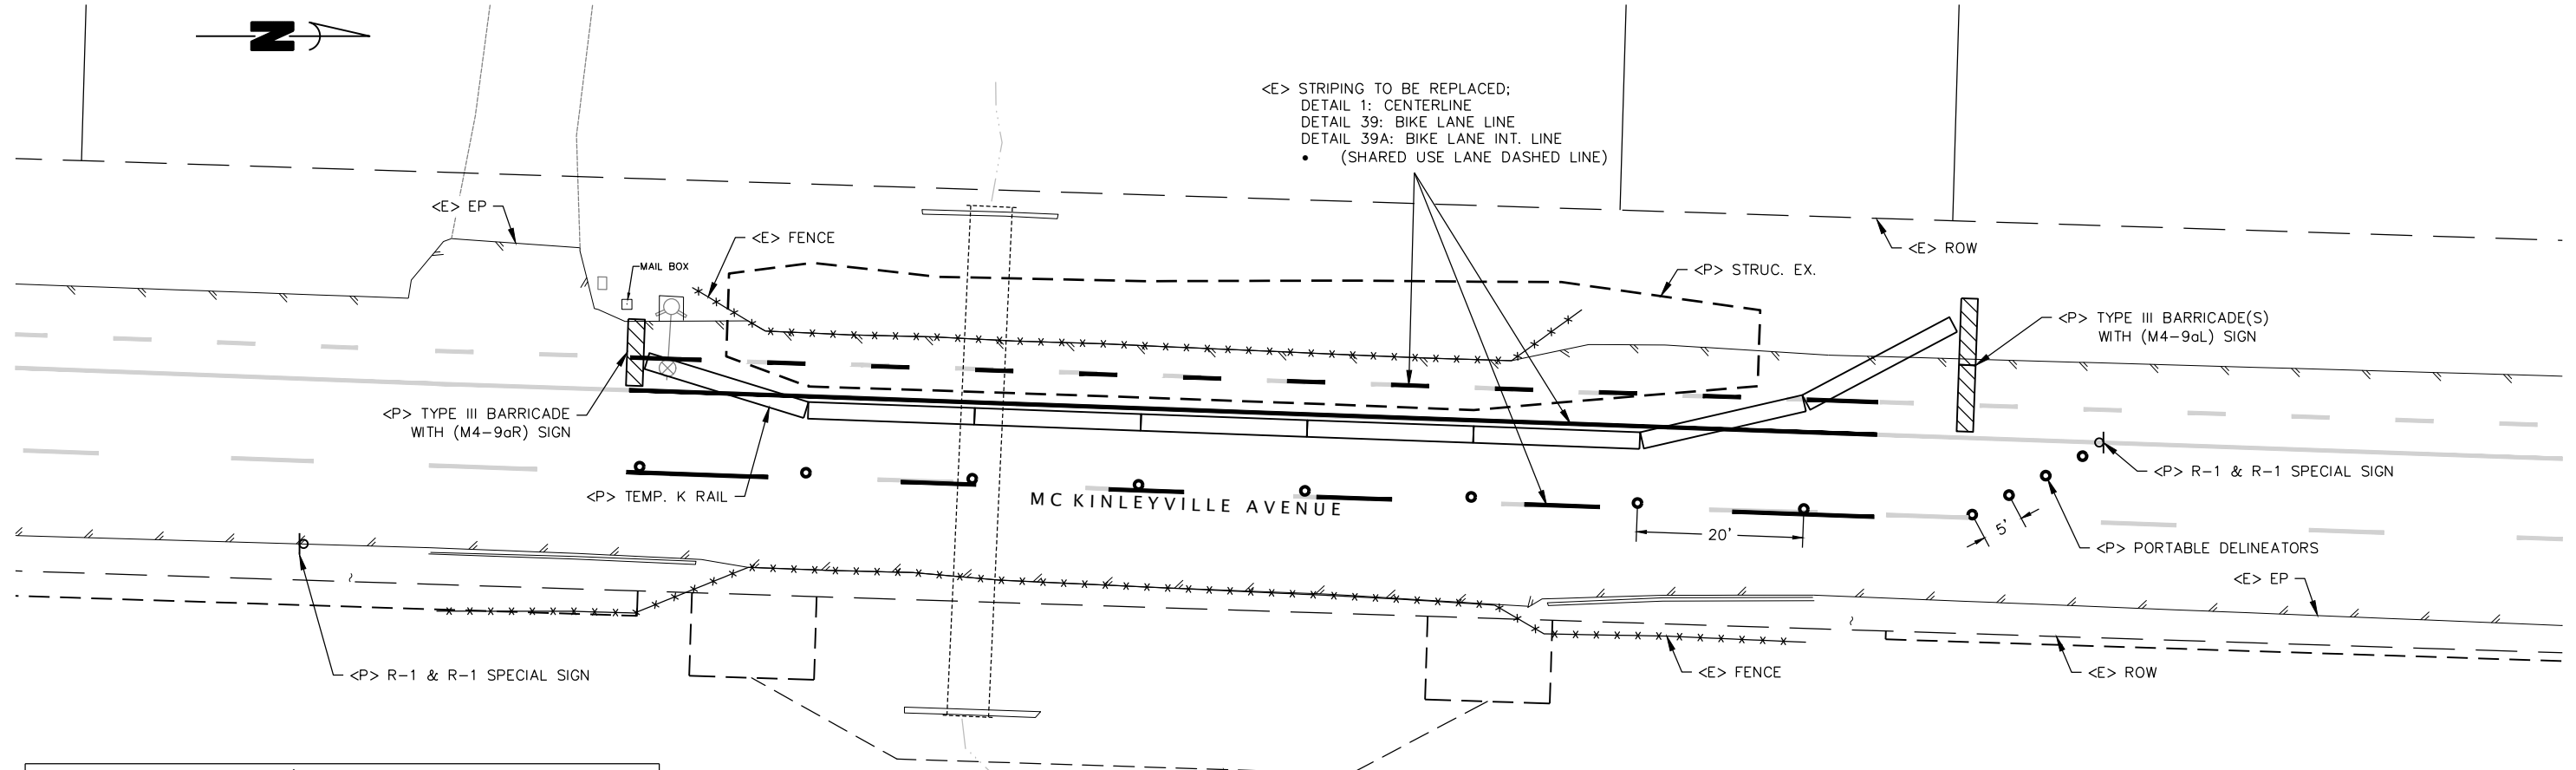 N
<E> STRIPING TO BE REPLACED;
DETAIL 1: CENTERLINE
DETAIL 39: BIKE LANE LINE
DETAIL 39A: BIKE LANE INT. LINE
• (SHARED USE LANE DASHED LINE)
<E> EP
<E> FENCE
<E> ROW
MAIL BOX
<P> STRUC. EX.
<P> TYPE III BARRICADE(S)
WITH (M4-9aL) SIGN
<P> TYPE III BARRICADE
WITH (M4-9aR) SIGN
<P> R-1 & R-1 SPECIAL SIGN
<P> TEMP. K RAIL
MC KINLEYVILLE AVENUE
20'
5'
<P> PORTABLE DELINEATORS
<E> EP
<P> R-1 & R-1 SPECIAL SIGN
<E> FENCE
<E> ROW